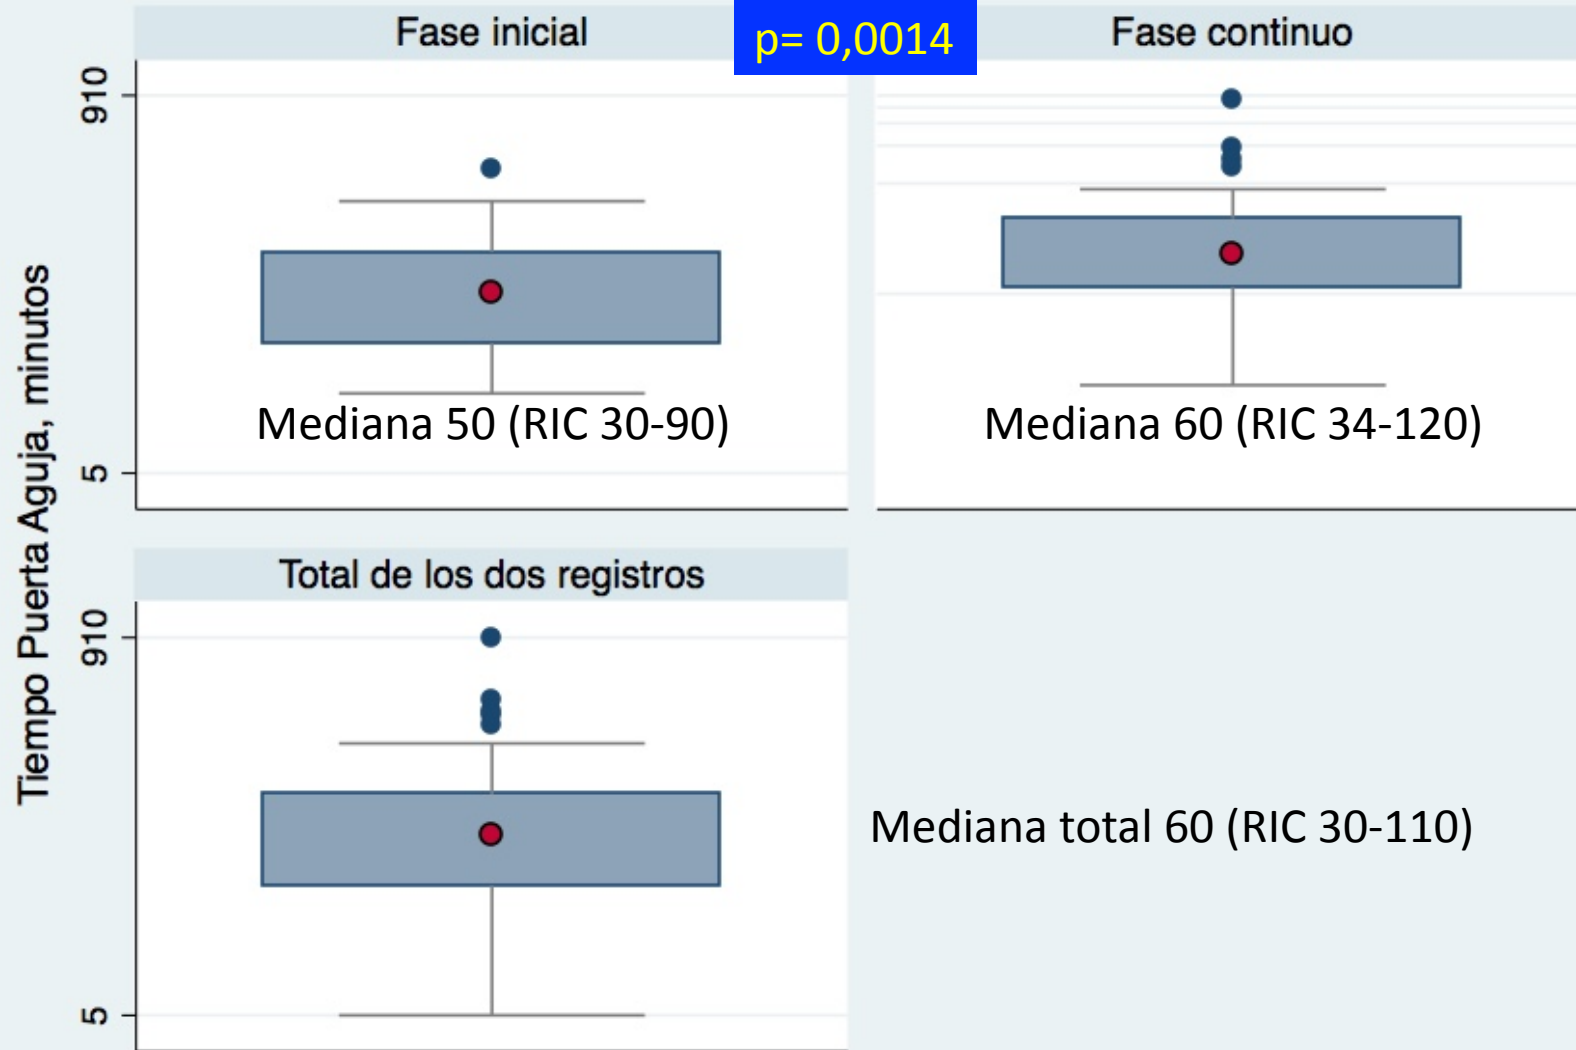 Fase inicial
p= 0,0014
Fase continuo
910
Mediana 50 (RIC 30-90)
Mediana 60 (RIC 34-120)
5
Tiempo Puerta Aguja, minutos
Total de los dos registros
910
Mediana total 60 (RIC 30-110)
5